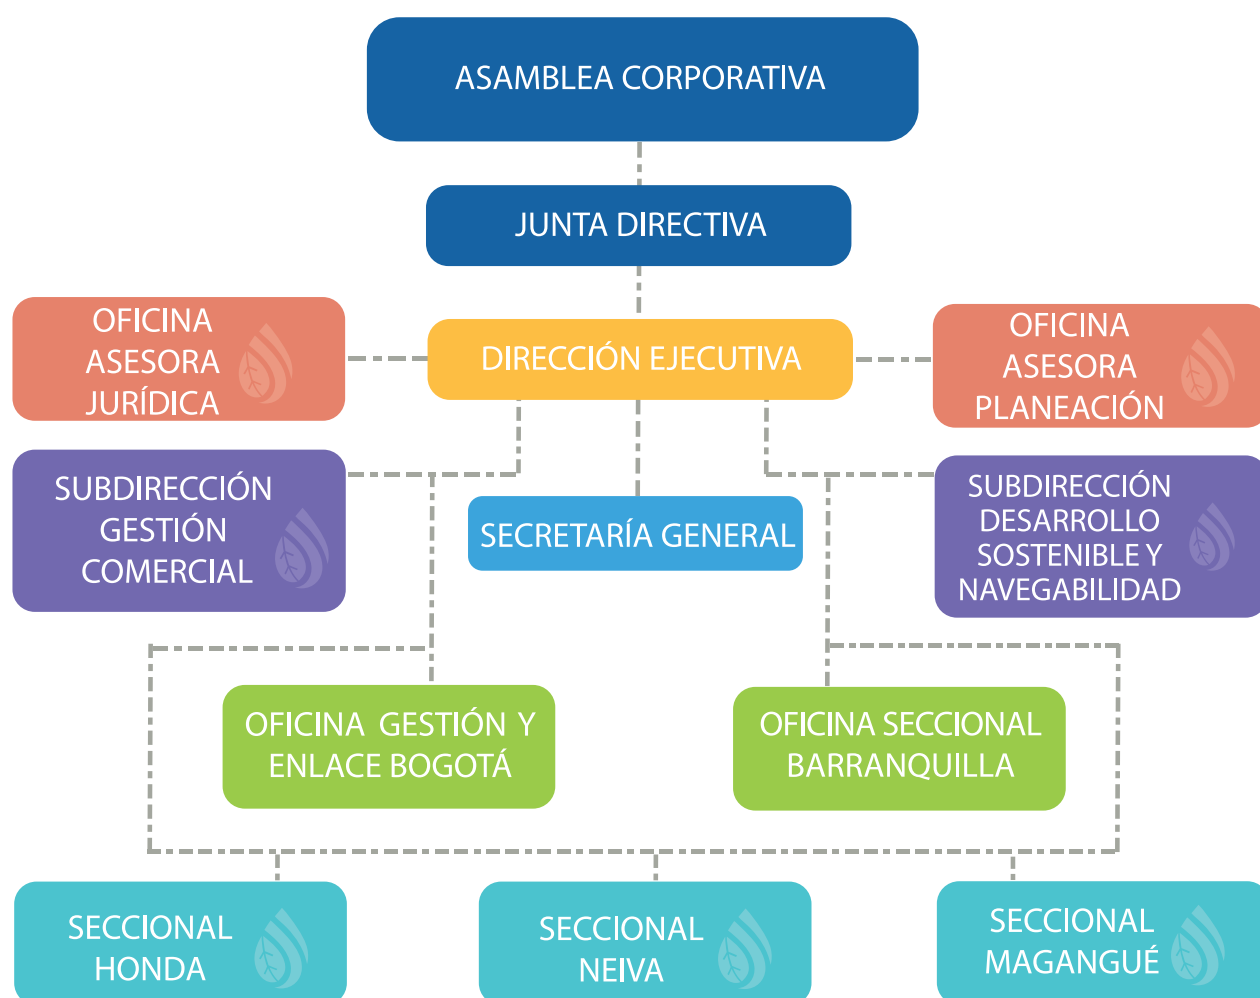 ASAMBLEA CORPORATIVA
JUNTA DIRECTIVA
OFICINA
ASESORA
JURÍDICA
DIRECCIÓN EJECUTIVA
OFICINA
ASESORA
PLANEACIÓN
SUBDIRECCIÓN
GESTIÓN
COMERCIAL
SECRETARÍA GENERAL
SUBDIRECCIÓN
DESARROLLO
SOSTENIBLE Y
NAVEGABILIDAD
OFICINA GESTIÓN Y
ENLACE BOGOTÁ
OFICINA SECCIONAL
BARRANQUILLA
SECCIONAL
HONDA
SECCIONAL
NEIVA
SECCIONAL
MAGANGUÉ